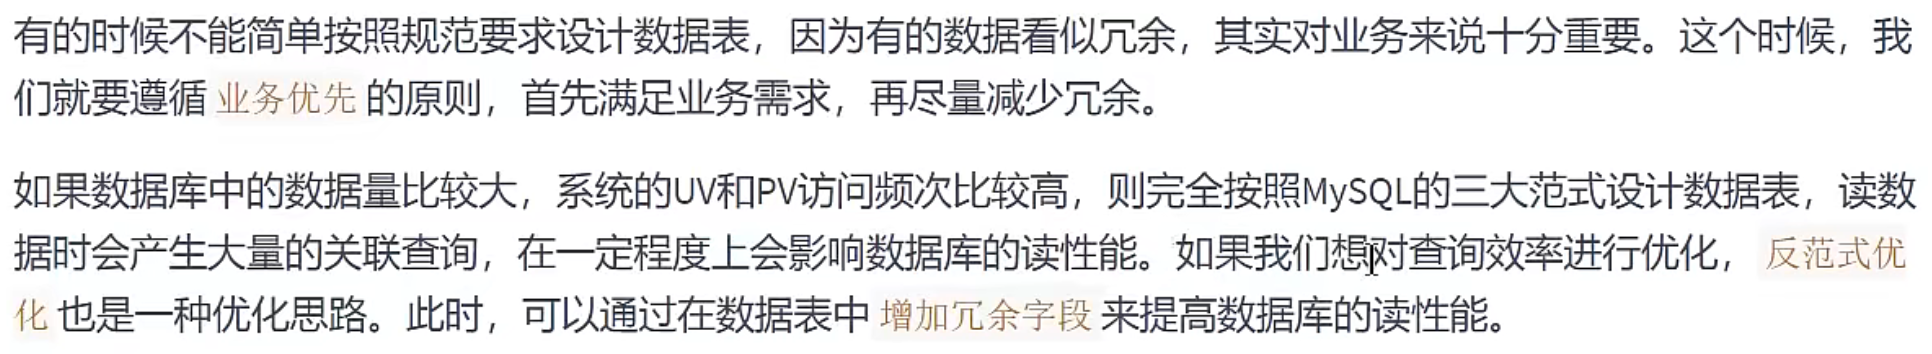 有的时候不能简单按照规范要求设计数据表，因为有的数据看似冗余，其实对业务来说十分重要。这个时候，我
们就要遵循 业务优先 的原则，首先满足业务需求，再尽量减少冗余。
如果数据库中的数据量比较大，系统的UV和PV访问频次比较高，则完全按照MySQL的三大范式设计数据表，读数
据时会产生大量的关联查询，在一定程度上会影响数据库的读性能。如果我们想对查询效率进行优化， 反范式优
化 也是一种优化思路。此时，可以通过在数据表中 增加冗余字段 来提高数据库的读性能。